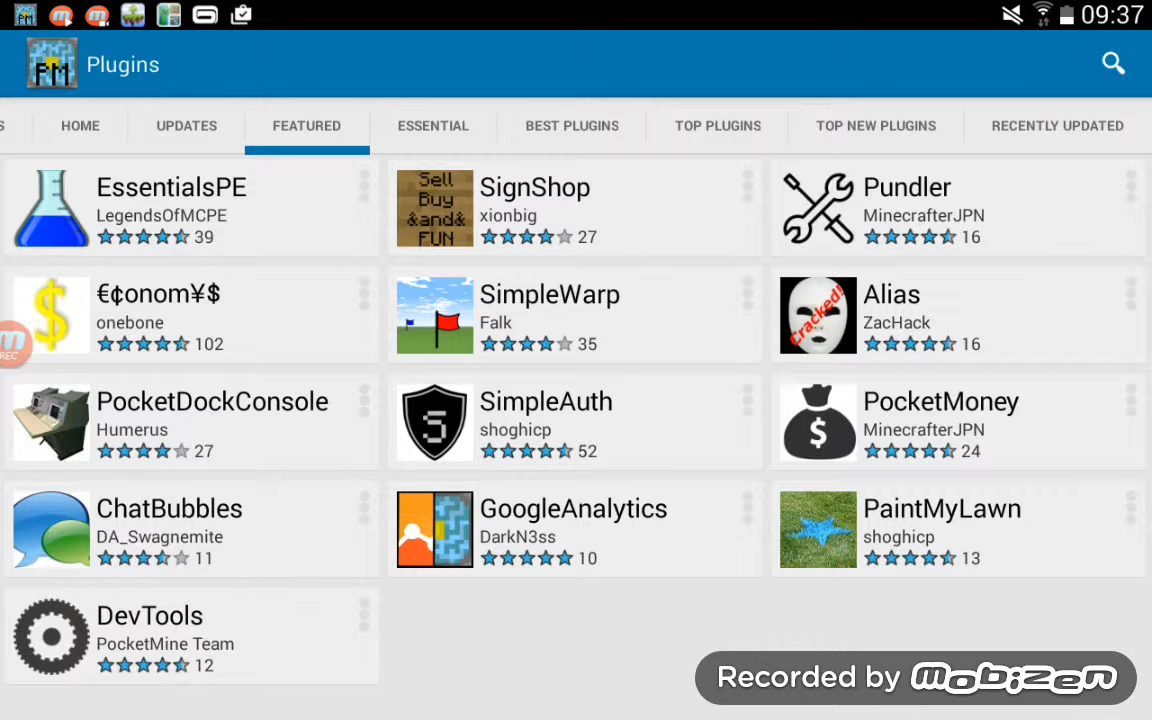 09:37
PM Plugins
S HOME UPDATES FEATURED ESSENTIAL BEST PLUGINS TOP PLUGINS TOP NEW PLUGINS RECENTLY UPDATED
EssentialsPE
LegendsOfMCPE
39
Sell
Buy
&and&
FUN
SignShop
xionbig
27
Pundler
MinecrafterJPN
16
€¢onom¥$
onebone
102
SimpleWarp
Falk
35
Cracked!
Alias
ZacHack
16
REC
PocketDockConsole
Humerus
27
S
SimpleAuth
shoghicp
52
$
PocketMoney
MinecrafterJPN
24
ChatBubbles
DA_Swagnemite
11
GoogleAnalytics
DarkN3ss
10
PaintMyLawn
shoghicp
13
DevTools
PocketMine Team
12
Recorded by mobizen